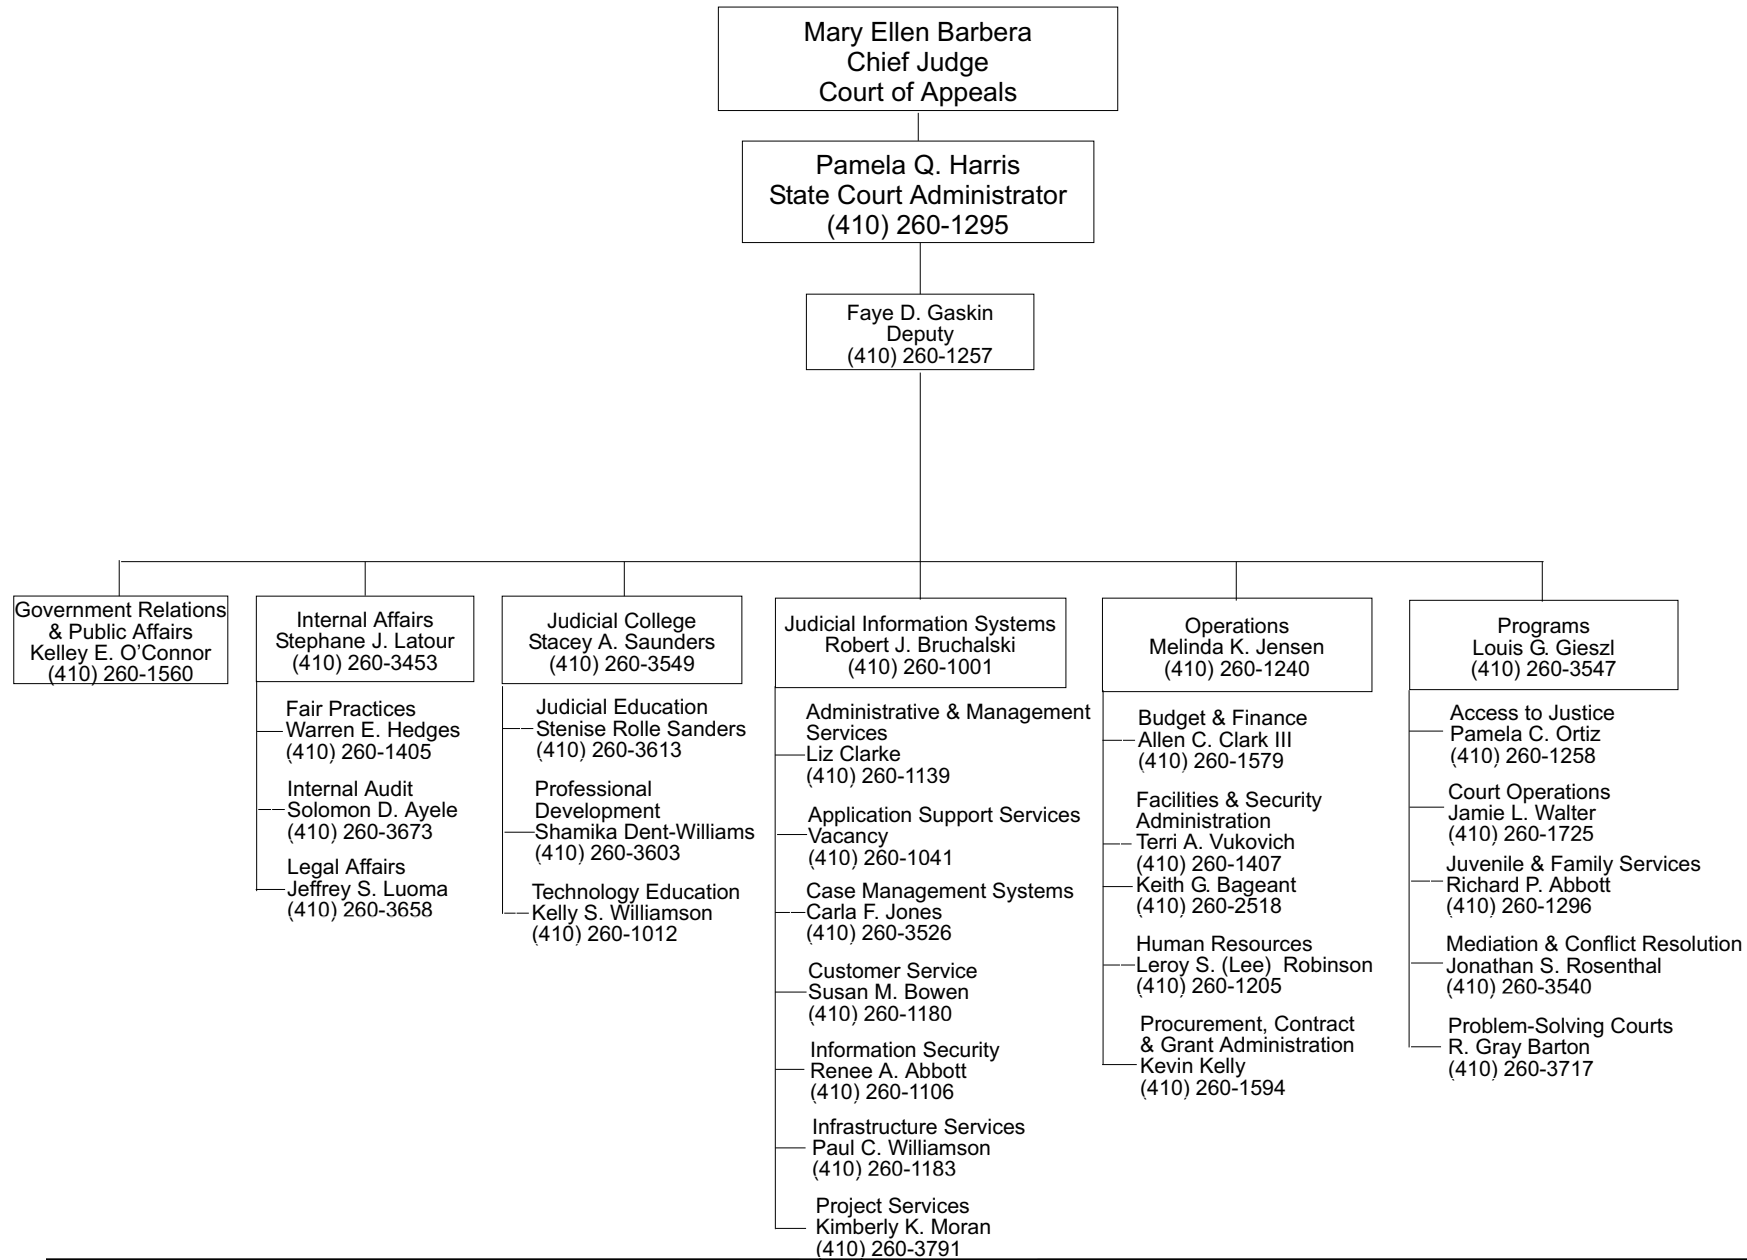 Mary Ellen Barbera
Chief Judge
Court of Appeals
Pamela Q. Harris
State Court Administrator
(410) 260-1295
Faye D. Gaskin
Deputy
(410) 260-1257
Government Relations
& Public Affairs
Kelley E. O’Connor
(410) 260-1560
Internal Affairs
Stephane J. Latour
(410) 260-3453
Fair Practices
Warren E. Hedges
(410) 260-1405
Internal Audit
Solomon D. Ayele
(410) 260-3673
Legal Affairs
Jeffrey S. Luoma
(410) 260-3658
Judicial College
Stacey A. Saunders
(410) 260-3549
Judicial Education
Stenise Rolle Sanders
(410) 260-3613
Professional
Development
Shamika Dent-Williams
(410) 260-3603
Technology Education
Kelly S. Williamson
(410) 260-1012
Judicial Information Systems
Robert J. Bruchalski
(410) 260-1001
Administrative & Management
Services
Liz Clarke
(410) 260-1139
Application Support Services
Vacancy
(410) 260-1041
Case Management Systems
Carla F. Jones
(410) 260-3526
Customer Service
Susan M. Bowen
(410) 260-1180
Information Security
Renee A. Abbott
(410) 260-1106
Infrastructure Services
Paul C. Williamson
(410) 260-1183
Project Services
Kimberly K. Moran
(410) 260-3791
Operations
Melinda K. Jensen
(410) 260-1240
Budget & Finance
Allen C. Clark III
(410) 260-1579
Facilities & Security
Administration
Terri A. Vukovich
(410) 260-1407
Keith G. Bageant
(410) 260-2518
Human Resources
Leroy S. (Lee) Robinson
(410) 260-1205
Procurement, Contract
& Grant Administration
Kevin Kelly
(410) 260-1594
Programs
Louis G. Gieszl
(410) 260-3547
Access to Justice
Pamela C. Ortiz
(410) 260-1258
Court Operations
Jamie L. Walter
(410) 260-1725
Juvenile & Family Services
Richard P. Abbott
(410) 260-1296
Mediation & Conflict Resolution
Jonathan S. Rosenthal
(410) 260-3540
Problem-Solving Courts
R. Gray Barton
(410) 260-3717